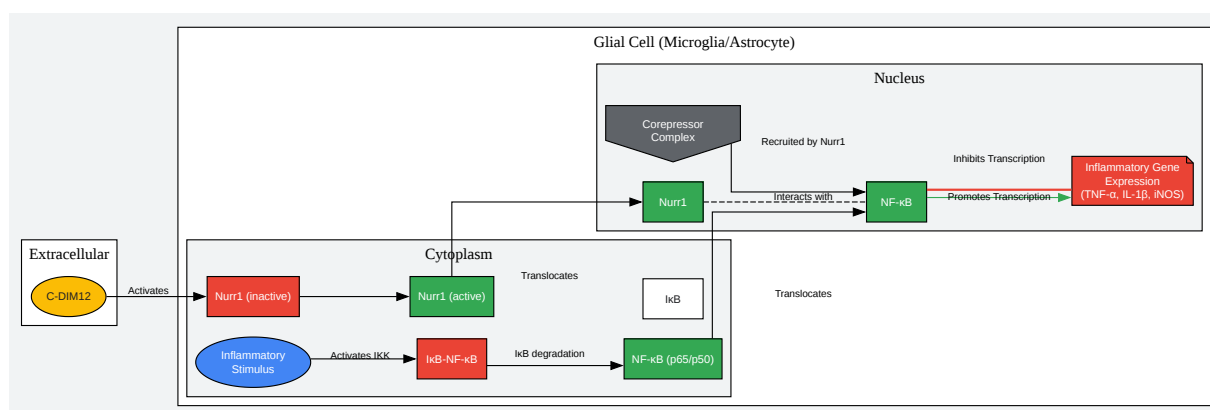 Glial Cell (Microglia/Astrocyte)
Nucleus
Corepressor
Complex
Recruited by Nurr1
Inhibits Transcription
Inflammatory Gene
Expression
(TNF-α, IL-1β, iNOS)
Nurr1
Interacts with
NF-κB
Promotes Transcription
Extracellular
Cytoplasm
C-DIM12
Activates
Nurr1 (inactive)
Nurr1 (active)
Translocates
IκB
Translocates
Inflammatory
Stimulus
Activates IKK
IκB-NF-κB
IκB degradation
NF-κB (p65/p50)